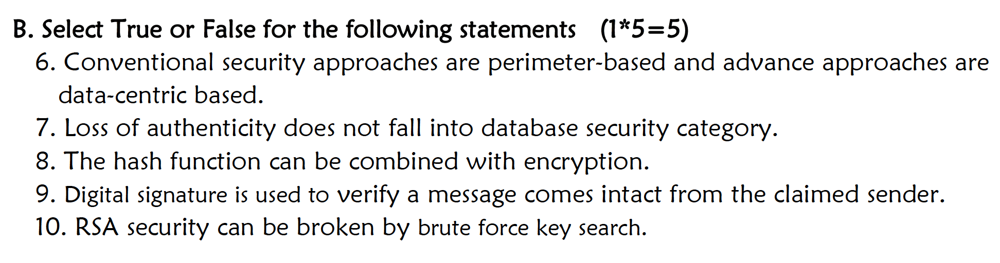 B. Select True or False for the following statements (1*5=5)
6. Conventional security approaches are perimeter-based and advance approaches are
data-centric based.
7. Loss of authenticity does not fall into database security category.
8. The hash function can be combined with encryption.
9. Digital signature is used to verify a message comes intact from the claimed sender.
10. RSA security can be broken by brute force key search.